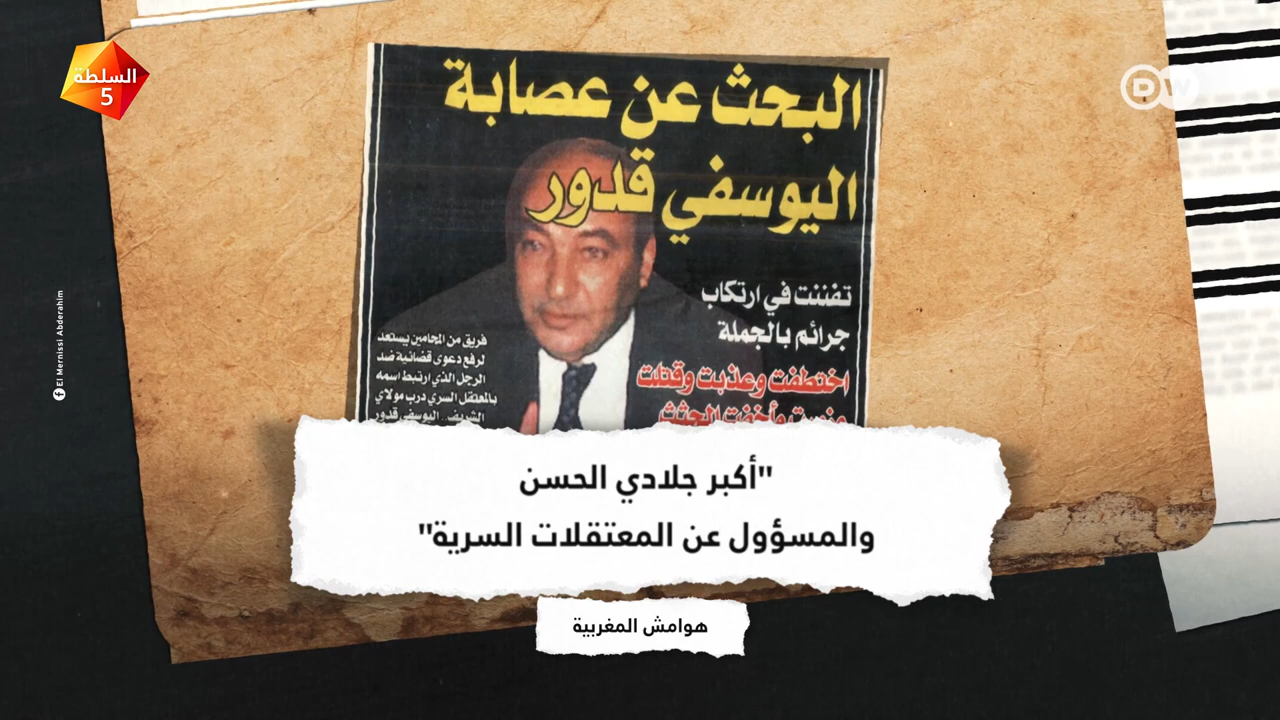 السلطة
5
DW
البحث عن عصابة
اليوسفي قدور
تفننت في ارتكاب
جرائم بالجملة
اختطفت وعذبت وقتلت
وأخفت الجثث
فريق من المحامين يستعد
لرفع دعوى قضائية ضد
الرجل الذي ارتبط اسمه
بالمعتقل السري درب مولاي
الشريف.. اليوسفي قدور
El Mernissi Abderahim
"أكبر جلادي الحسن
والمسؤول عن المعتقلات السرية"
هوامش المغربية